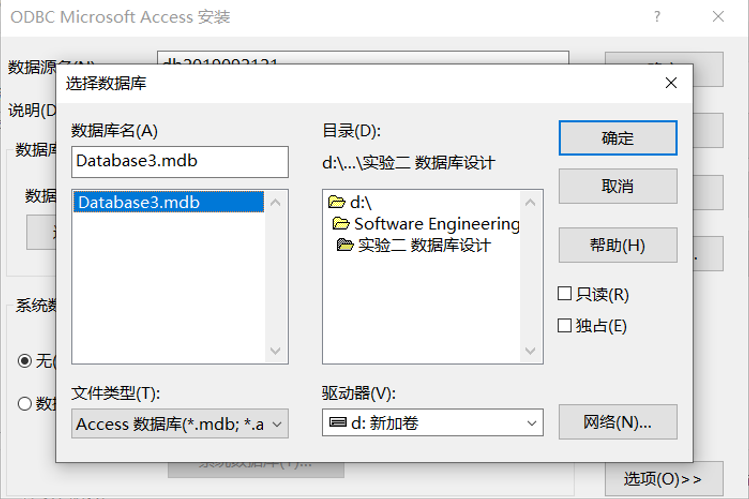 ODBC Microsoft Access 安装
数据源名(N)
说明(D
数据库
数据
系统数
无(
数据
选择数据库
数据库名(A)
Database3.mdb
Database3.mdb
文件类型(T):
Access 数据库(*.mdb; *.a
目录(D):
d:\...\实验二 数据库设计
d:\
Software Engineering
实验二 数据库设计
驱动器(V):
d: 新加卷
确定
取消
帮助(H)
只读(R)
独占(E)
网络(N)...
选项(O)>>